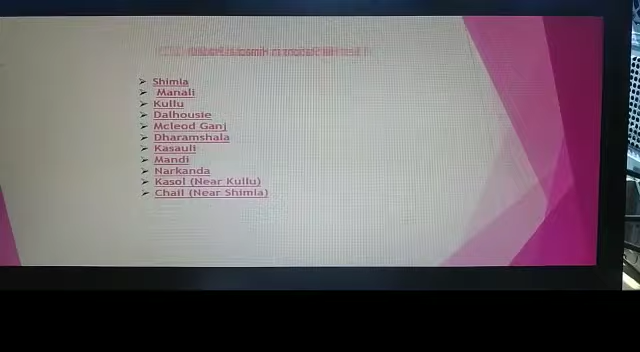 Shimla
Manali
Kullu
Dalhousie
Mcleod Ganj
Dharamshala
Kasauli
Mandi
Narkanda
Kasol (Near Kullu)
Chail (Near Shimla)